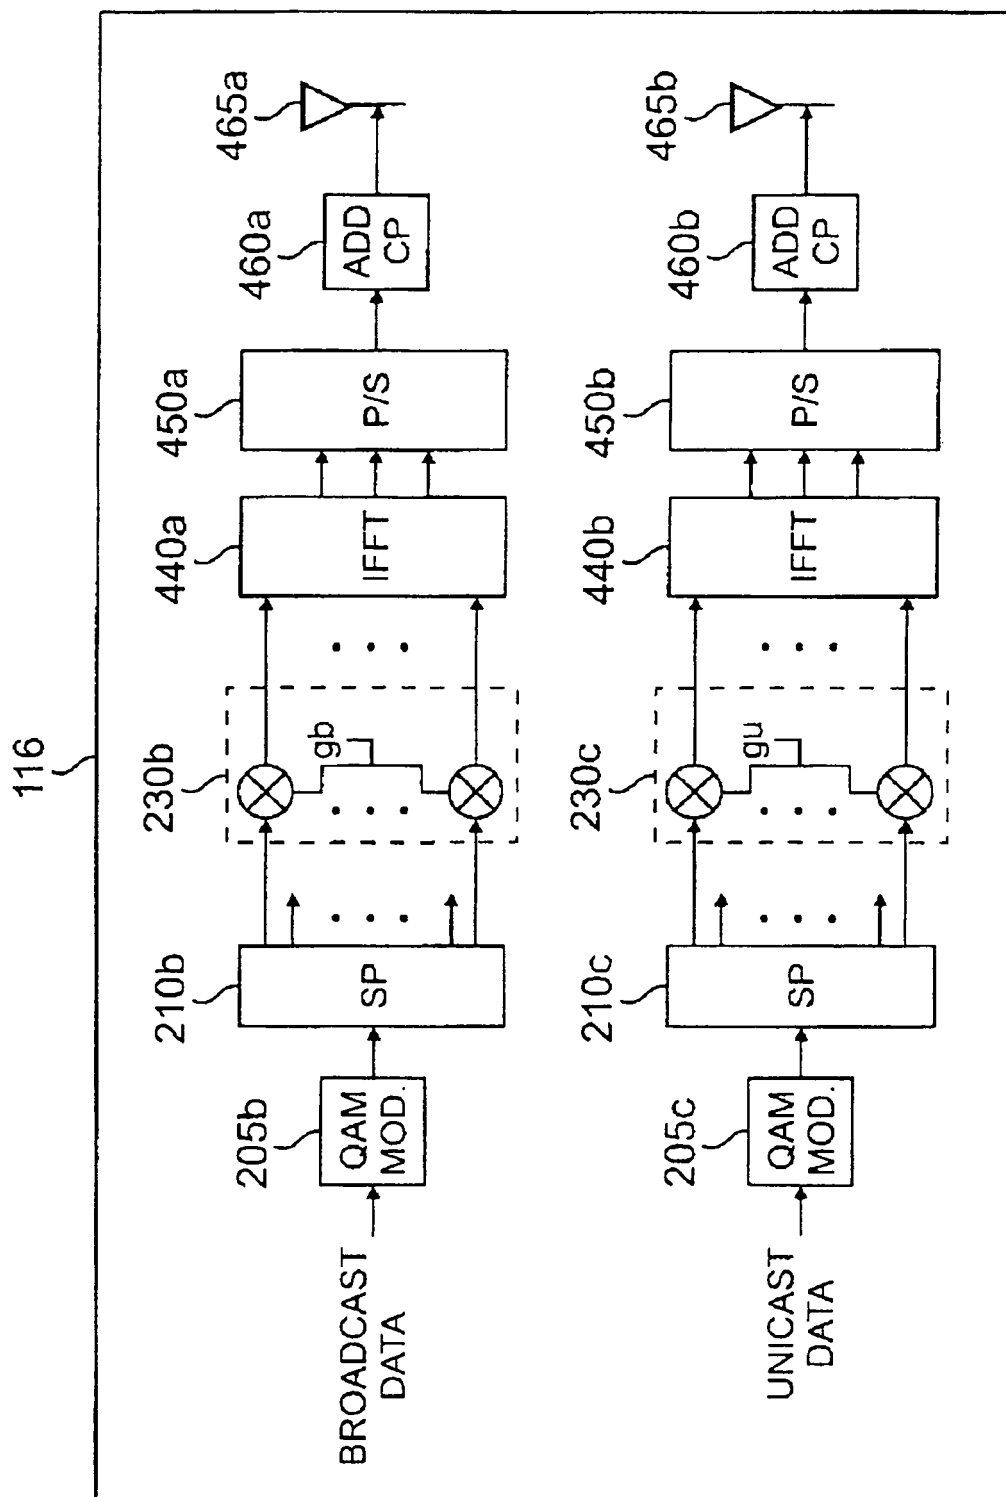 116
BROADCAST
DATA
205b
QAM
MOD.
210b
SP
230b
gb
440a
IFFT
450a
P/S
460a
ADD
CP
465a
UNICAST
DATA
205c
QAM
MOD.
210c
SP
230c
gu
440b
IFFT
450b
P/S
460b
ADD
CP
465b